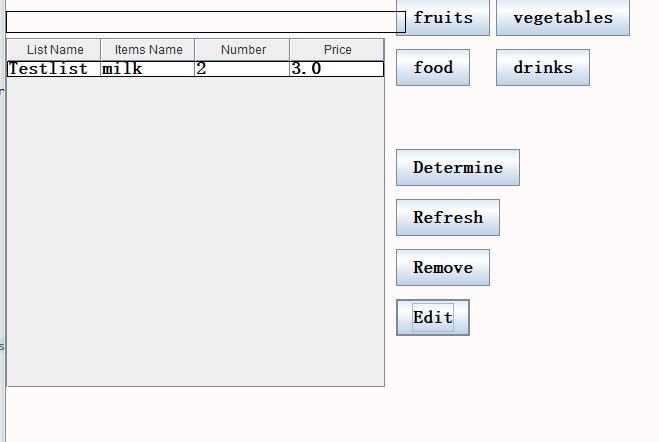 fruits vegetables
List Name Items Name Number Price
Testlist milk 2 3.0
food drinks
Determine
Refresh
Remove
Edit